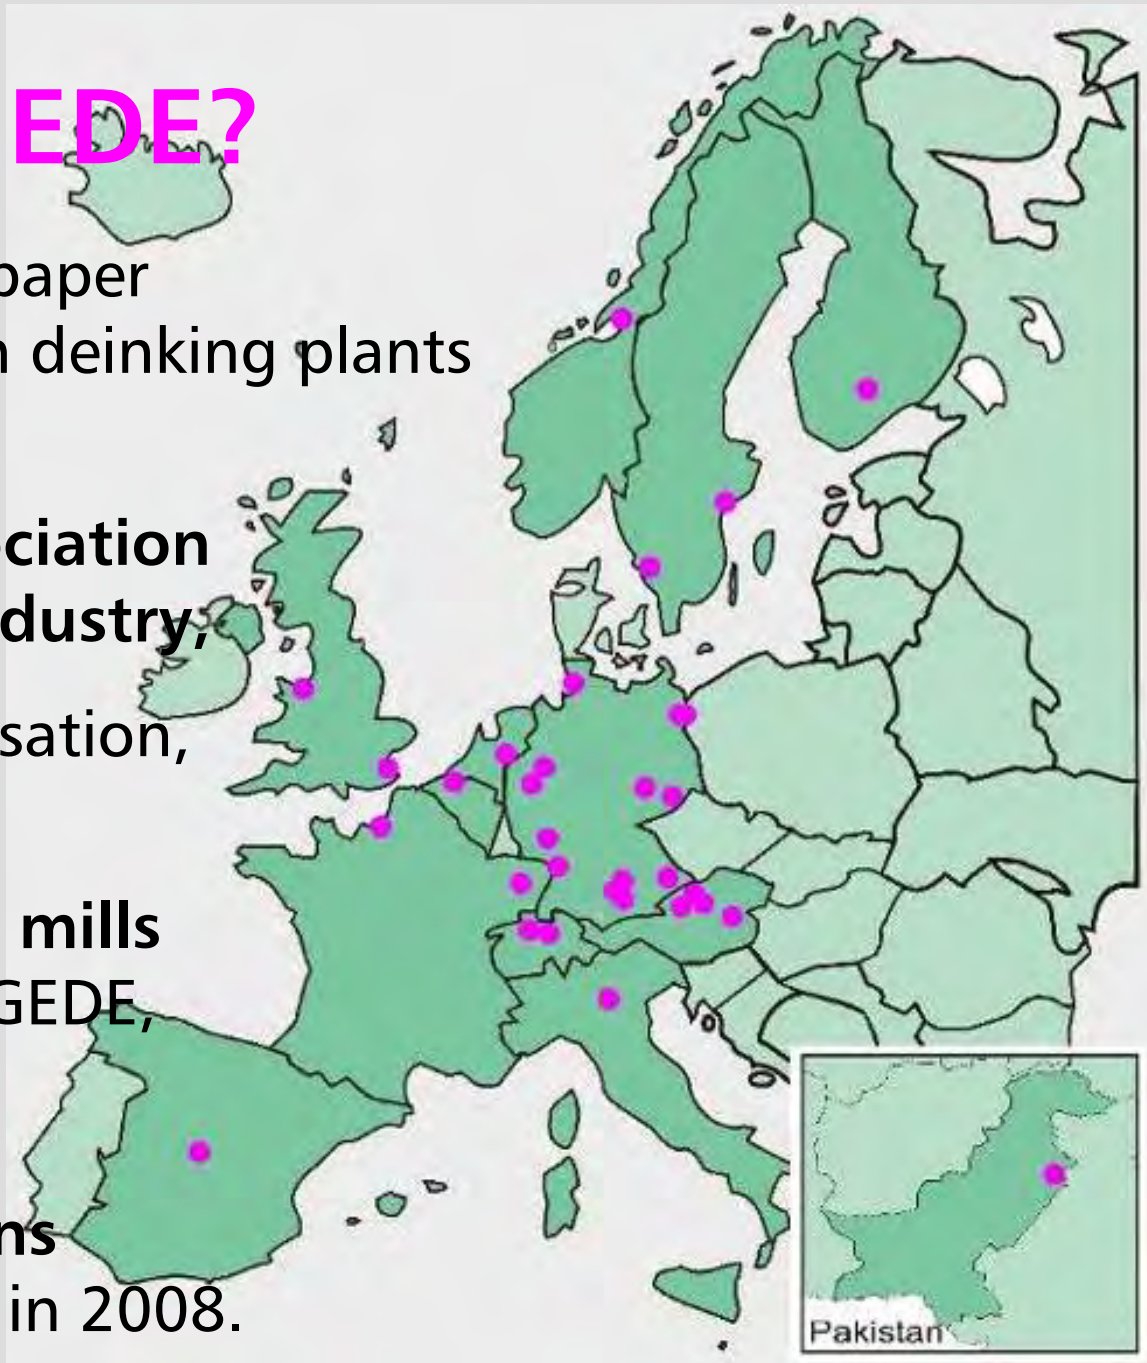 EDE?
paper
n deinking plants
ciation
dustry,
sation,
mills
GEDE,
ns
in 2008.
Pakistan